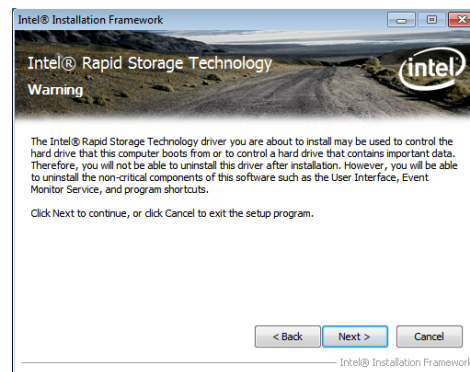 Intel® Installation Framework
Intel® Rapid Storage Technology
Warning
intel
The Intel® Rapid Storage Technology driver you are about to install may be used to control the
hard drive that this computer boots from or to control a hard drive that contains important data.
Therefore, you will not be able to uninstall this driver after installation. However, you will be able
to uninstall the non-critical components of this software such as the User Interface, Event
Monitor Service, and program shortcuts.
Click Next to continue, or click Cancel to exit the setup program.
< Back Next > Cancel
Intel® Installation Framework